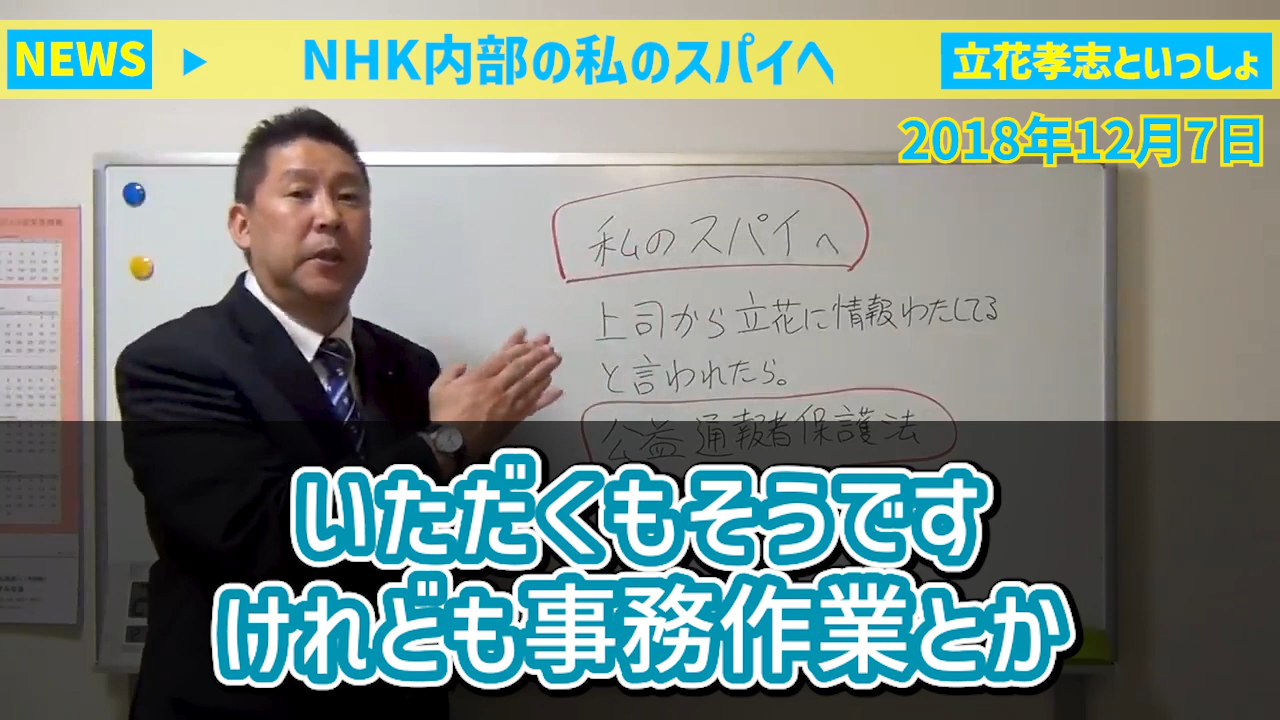 NEWS
NHK内部の私のスパイへ
立花孝志といっしょ
2018年12月7日
私のスパイへ
上司から立花に情報わたしてる
と言われたら。
公益通報者保護法
いただくもそうです
けれども事務作業とか